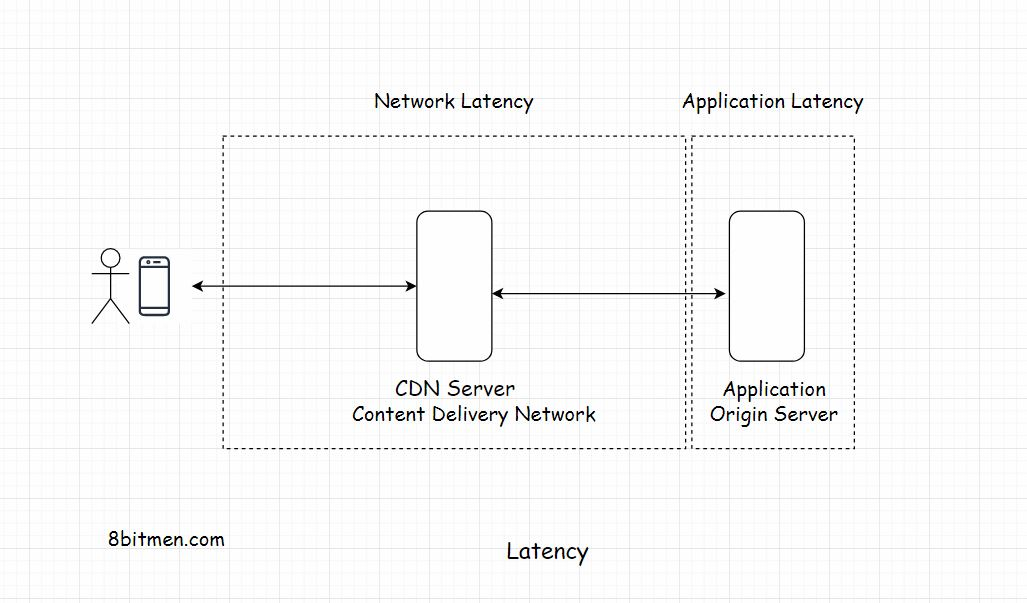 Network Latency
Application Latency
CDN Server
Content Delivery Network
Application
Origin Server
8bitmen.com
Latency